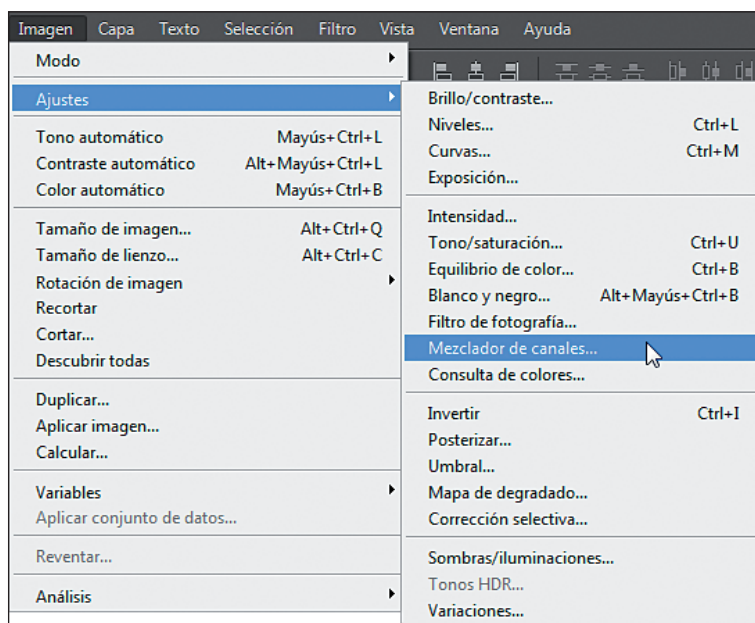 Imagen Capa Texto Selección Filtro Vista Ventana Ayuda
Modo
Ajustes
Tono automático Mayús+Ctrl+L
Contraste automático Alt+Mayús+Ctrl+L
Color automático Mayús+Ctrl+B
Tamaño de imagen... Alt+Ctrl+Q
Tamaño de lienzo... Alt+Ctrl+C
Rotación de imagen
Recortar
Cortar...
Descubrir todas
Duplicar...
Aplicar imagen...
Calcular...
Variables
Aplicar conjunto de datos...
Reventar...
Análisis
Brillo/contraste...
Niveles... Ctrl+L
Curvas... Ctrl+M
Exposición...
Intensidad...
Tono/saturación... Ctrl+U
Equilibrio de color... Ctrl+B
Blanco y negro... Alt+Mayús+Ctrl+B
Filtro de fotografía...
Mezclador de canales...
Consulta de colores...
Invertir Ctrl+I
Posterizar...
Umbral...
Mapa de degradado...
Corrección selectiva...
Sombras/iluminaciones...
Tonos HDR...
Variaciones...